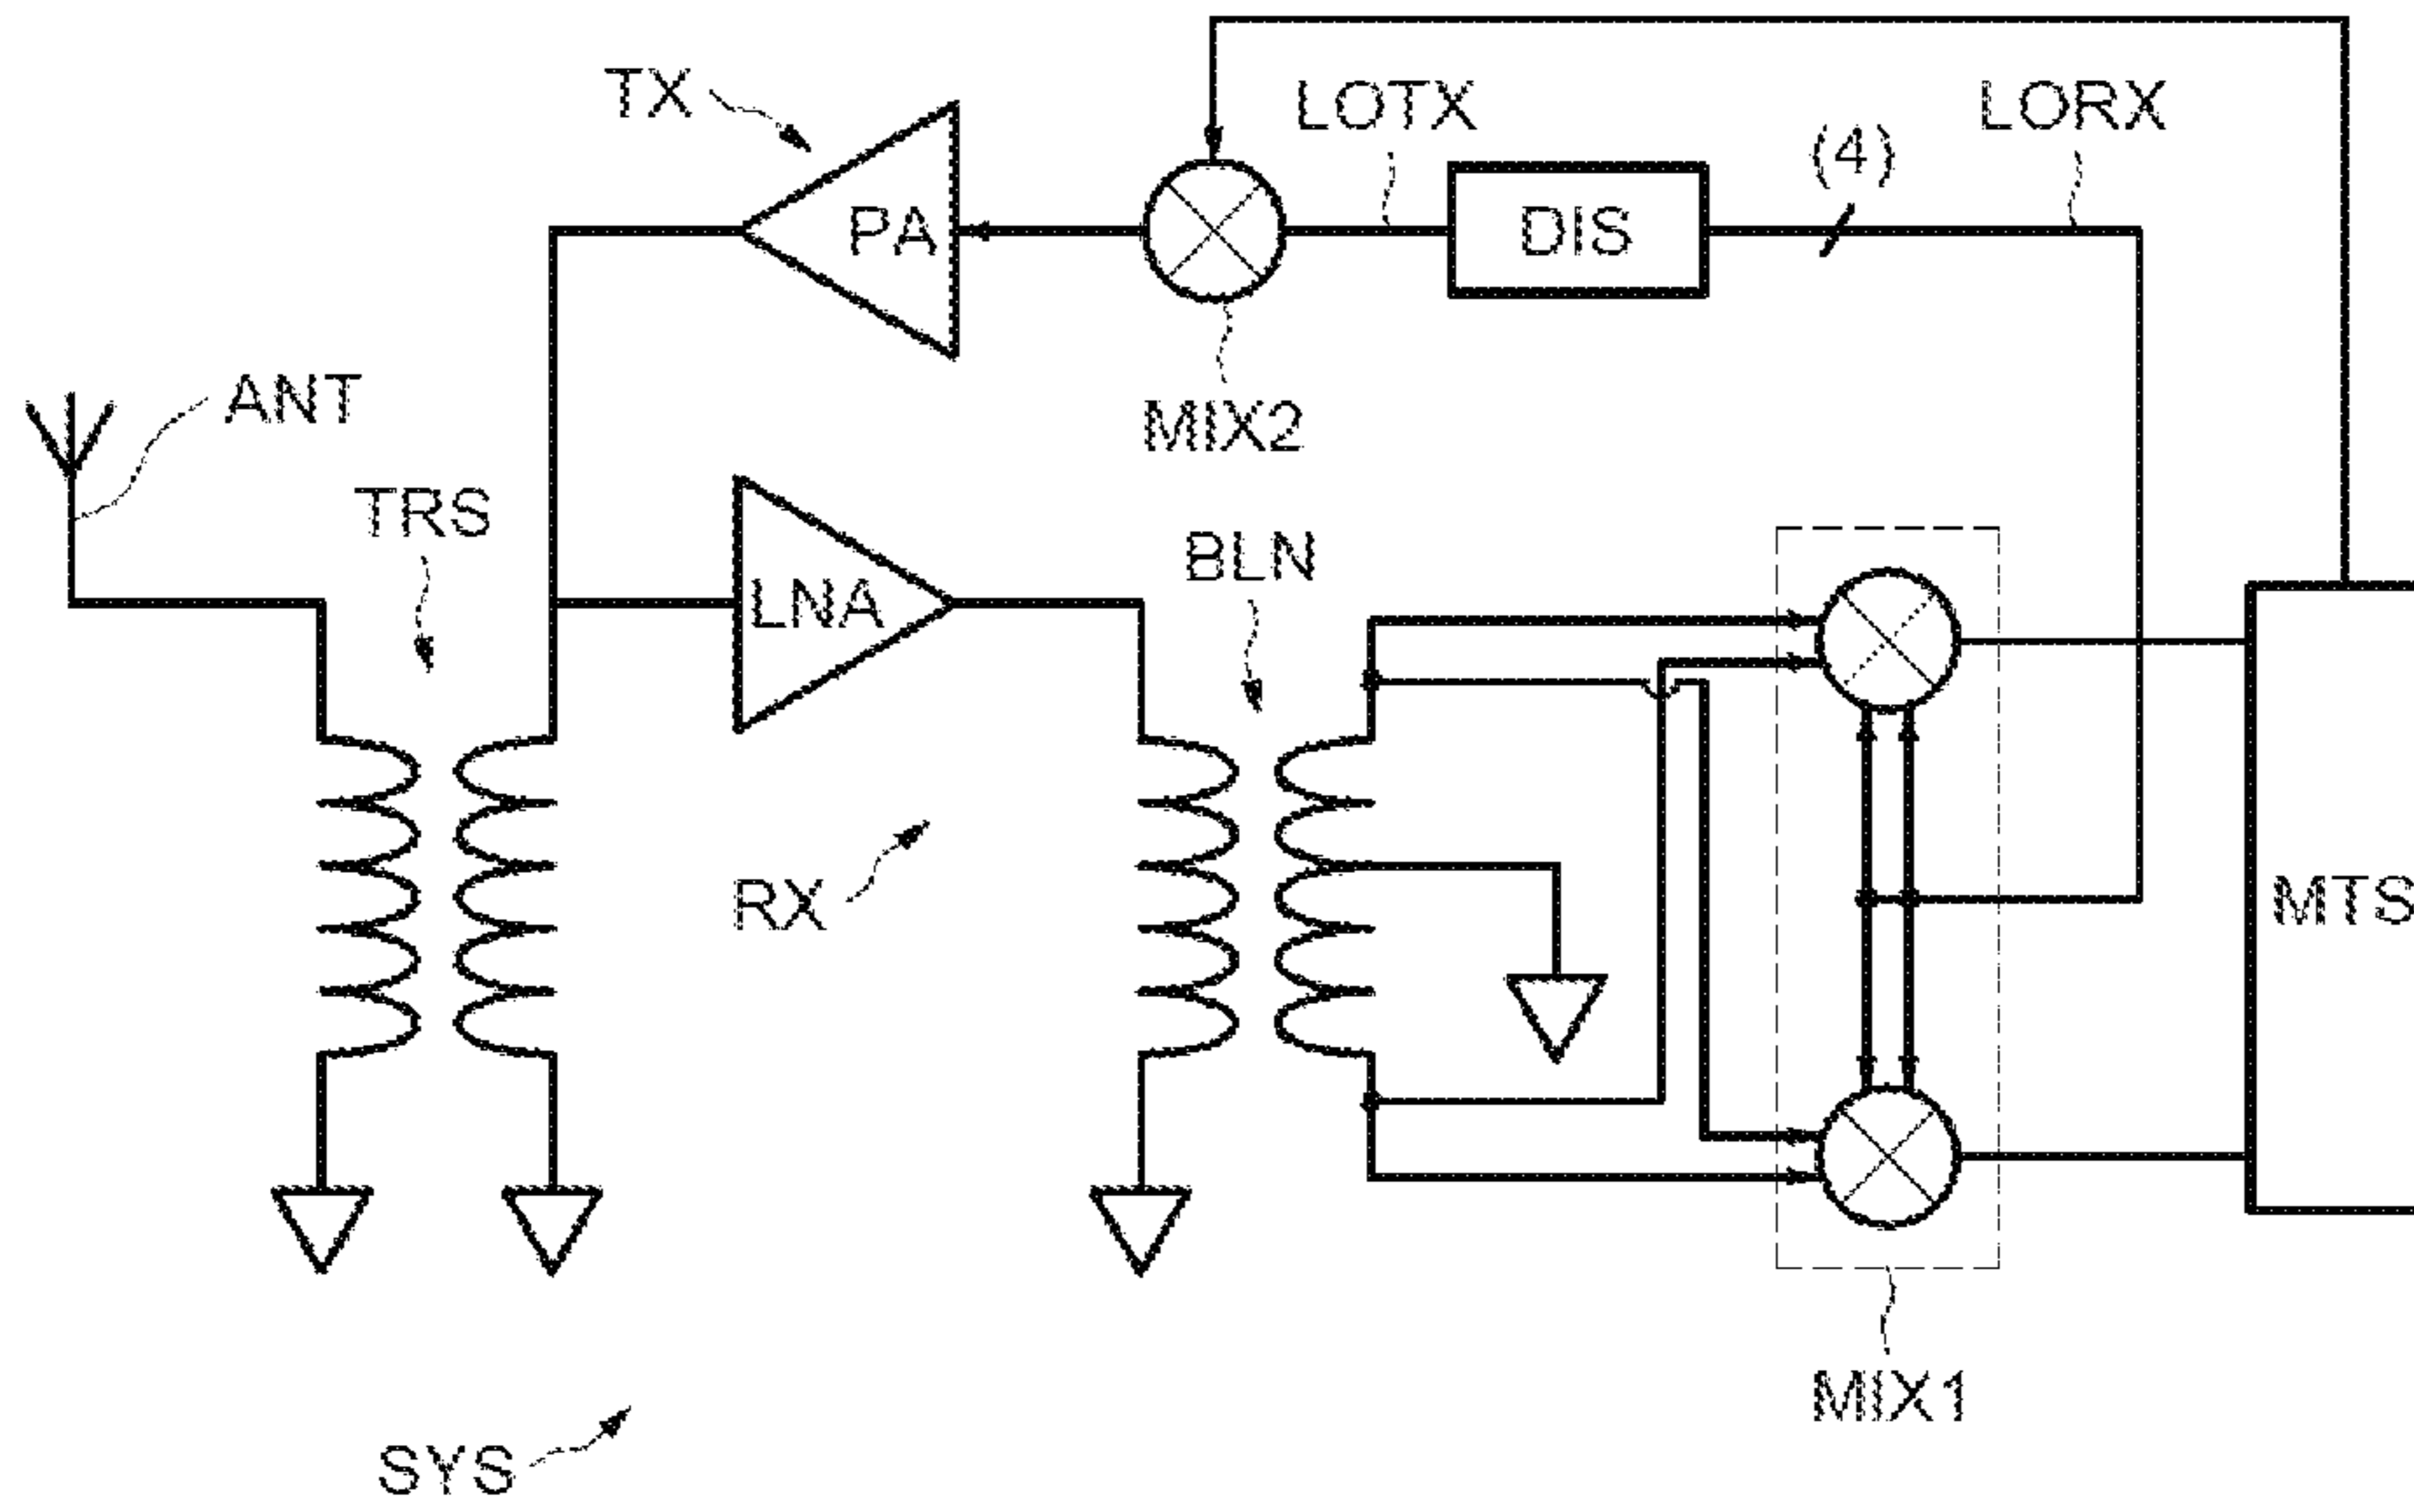 TX
LOTX
LORX
(4)
PA
DIS
MIX2
ANT
TRS
LNA
BLN
RX
MTS
MIX1
SYS